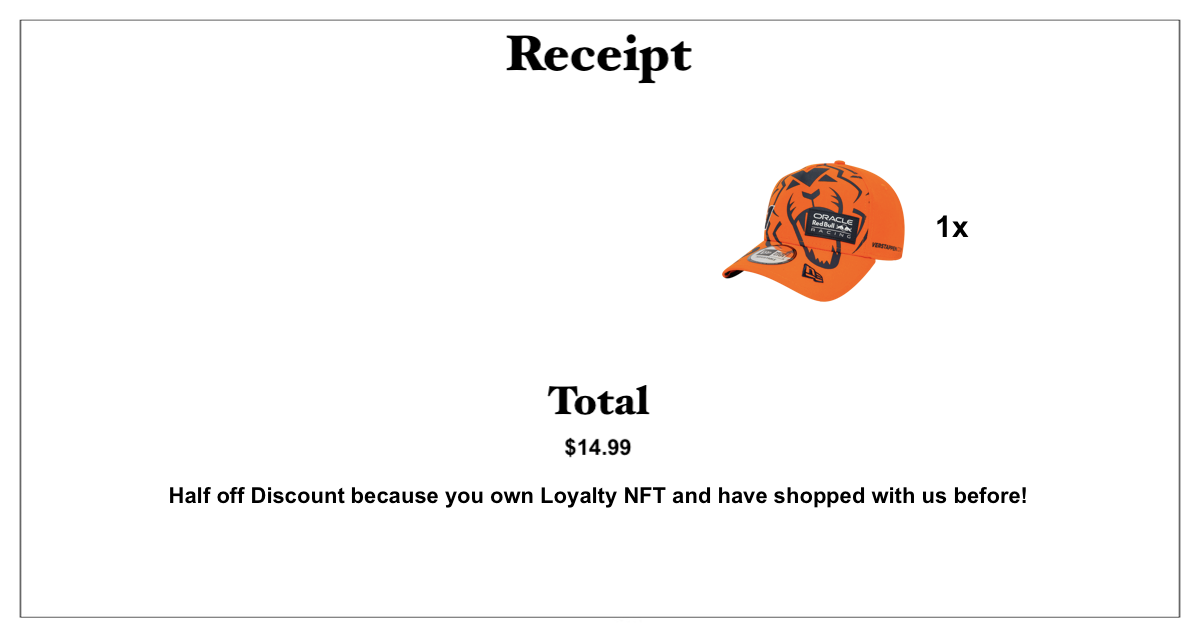 Receipt
ORACLE
Red Bull
RACING
VERSTAPPEN
1x
Total
$14.99
Half off Discount because you own Loyalty NFT and have shopped with us before!